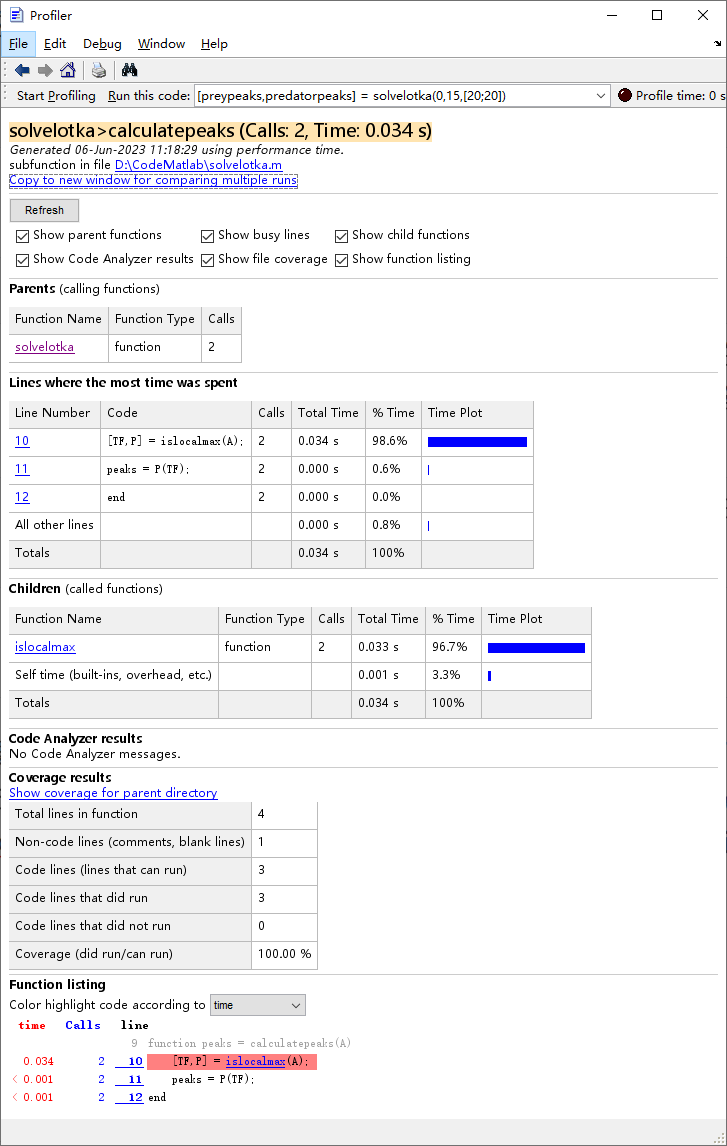 Profiler
File Edit Debug Window Help
Start Profiling Run this code: [preypeaks,predatorpeaks] = solvelotka(0,15,[20;20]) Profile time: 0 s
solvelotka>calculatepeaks (Calls: 2, Time: 0.034 s)
Generated 06-Jun-2023 11:18:29 using performance time.
subfunction in file D:\CodeMatlab\solvelotka.m
Copy to new window for comparing multiple runs
Refresh
Show parent functions Show busy lines Show child functions
Show Code Analyzer results Show file coverage Show function listing
Parents (calling functions)
Function Name Function Type Calls
solvelotka function 2
Lines where the most time was spent
Line Number Code Calls Total Time % Time Time Plot
10 [TF,P] = islocalmax(A); 2 0.034 s 98.6%
11 peaks = P(TF); 2 0.000 s 0.6%
12 end 2 0.000 s 0.0%
All other lines 0.000 s 0.8%
Totals 0.034 s 100%
Children (called functions)
Function Name Function Type Calls Total Time % Time Time Plot
islocalmax function 2 0.033 s 96.7%
Self time (built-ins, overhead, etc.) 0.001 s 3.3%
Totals 0.034 s 100%
Code Analyzer results
No Code Analyzer messages.
Coverage results
Show coverage for parent directory
Total lines in function 4
Non-code lines (comments, blank lines) 1
Code lines (lines that can run) 3
Code lines that did run 3
Code lines that did not run 0
Coverage (did run/can run) 100.00 %
Function listing
Color highlight code according to time
time Calls line
9 function peaks = calculatepeaks(A)
0.034 2 10 [TF,P] = islocalmax(A);
< 0.001 2 11 peaks = P(TF);
< 0.001 2 12 end